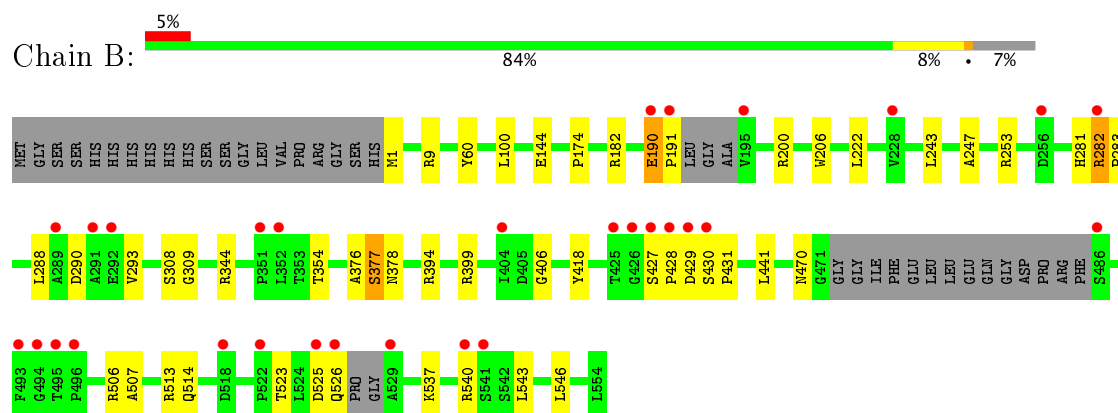 5%
Chain B:
84% 8% • 7%
MET GLY SER SER HIS HIS HIS HIS HIS HIS SER SER GLY LEU VAL PRO ARG GLY SER HIS M1 R9 Y60 L100 E144 P174 R182 E190 P191 LEU GLY ALA V195 R200 W206 L222 V228 L243 A247 R253 D256 H281 R282 P283
L288 A289 D290 A291 E292 V293 S308 G309 R344 P351 L352 T353 T354 A376 S377 N378 R394 R399 I404 D405 G406 Y418 T425 G426 S427 P428 D429 S430 P431 L441 N470 G471 GLY GLY ILE PHE GLU LEU LEU GLU GLN GLY ASP PRO ARG PHE S486
F493 G494 T495 P496 R506 A507 R513 Q514 D518 P522 T523 L524 D525 Q526 PRO GLY A529 K537 R540 S541 S542 L543 L546 L554